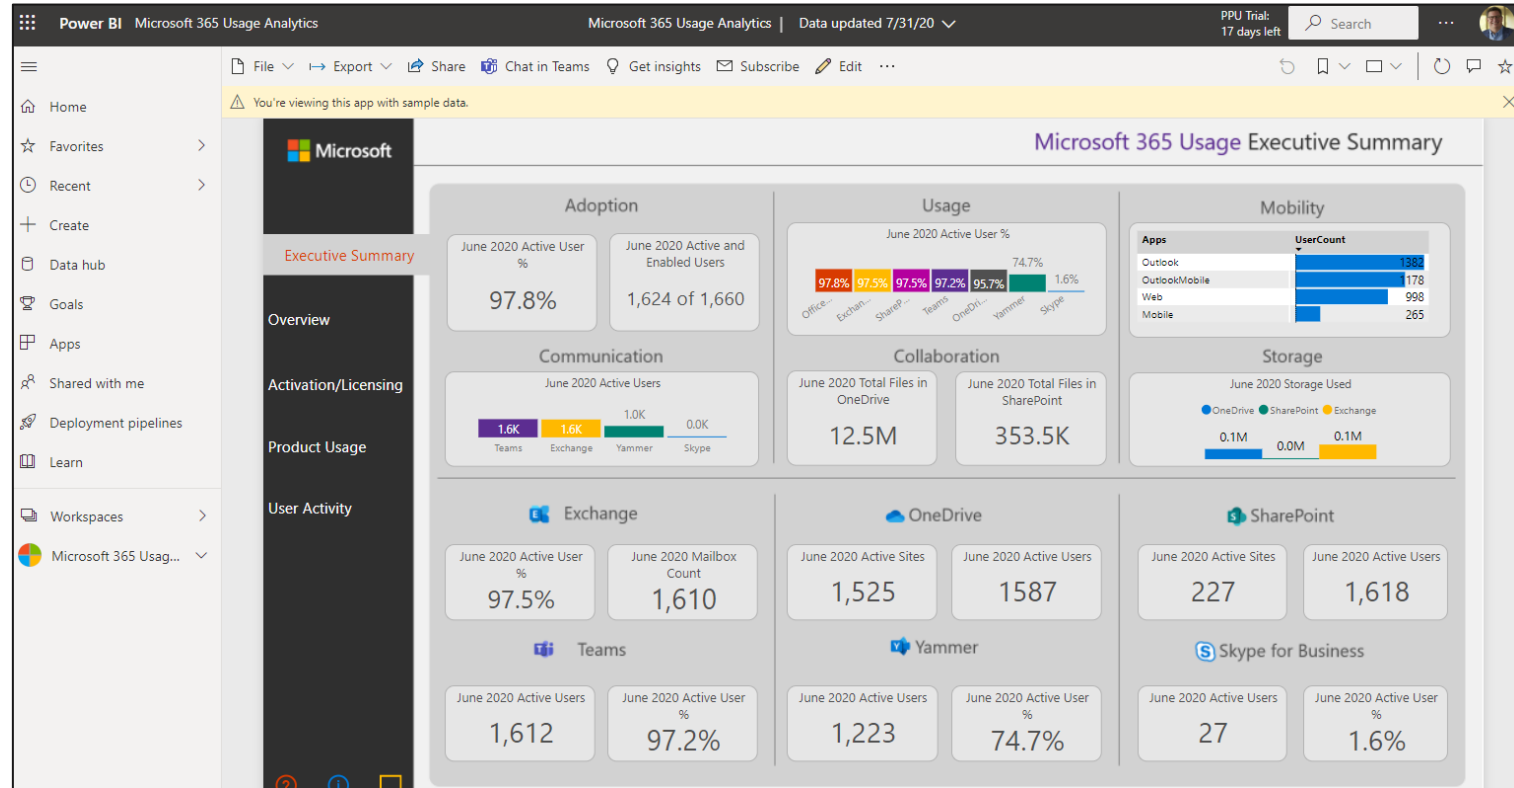 Power BI Microsoft 365 Usage Analytics
Microsoft 365 Usage Analytics | Data updated 7/31/20
PPU Trial:
17 days left
Search
File
Export
Share
Chat in Teams
Get insights
Subscribe
Edit
You're viewing this app with sample data.
Home
Favorites
Recent
Create
Data hub
Goals
Apps
Shared with me
Deployment pipelines
Learn
Workspaces
Microsoft 365 Usag...
Microsoft
Executive Summary
Overview
Activation/Licensing
Product Usage
User Activity
Microsoft 365 Usage Executive Summary
Adoption
June 2020 Active User
%
97.8%
June 2020 Active and
Enabled Users
1,624 of 1,660
Usage
June 2020 Active User %
97.8% 97.5% 97.5% 97.2% 95.7% 74.7% 1.6%
Office... Exchan... ShareP... Teams OneDri... Yammer Skype
Mobility
Apps UserCount
Outlook 1382
OutlookMobile 1178
Web 998
Mobile 265
Communication
June 2020 Active Users
1.6K 1.6K 1.0K 0.0K
Teams Exchange Yammer Skype
Collaboration
June 2020 Total Files in
OneDrive
12.5M
June 2020 Total Files in
SharePoint
353.5K
Storage
June 2020 Storage Used
OneDrive SharePoint Exchange
0.1M 0.0M 0.1M
Exchange
June 2020 Active User
%
97.5%
June 2020 Mailbox
Count
1,610
OneDrive
June 2020 Active Sites
1,525
June 2020 Active Users
1587
SharePoint
June 2020 Active Sites
227
June 2020 Active Users
1,618
Teams
June 2020 Active Users
1,612
June 2020 Active User
%
97.2%
Yammer
June 2020 Active Users
1,223
June 2020 Active User
%
74.7%
Skype for Business
June 2020 Active Users
27
June 2020 Active User
%
1.6%